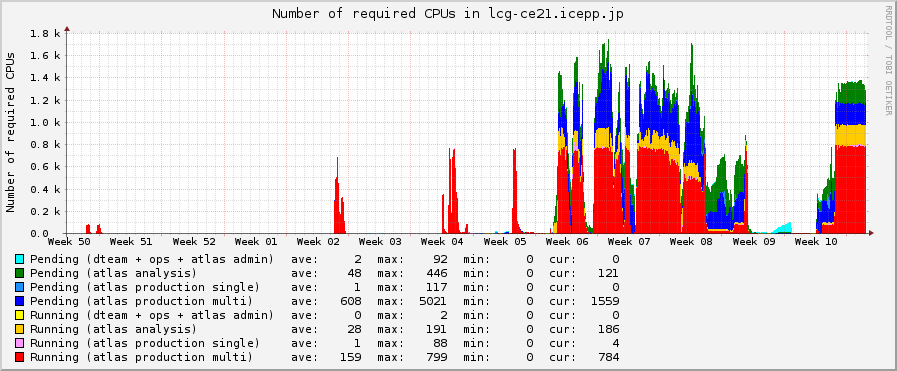 Number of required CPUs in lcg-ce21.icepp.jp
RRDTOOL / TOBI OETIKER
Number of required CPUs
1.8 k
1.6 k
1.4 k
1.2 k
1.0 k
0.8 k
0.6 k
0.4 k
0.2 k
0.0
Week 50 Week 51 Week 52 Week 01 Week 02 Week 03 Week 04 Week 05 Week 06 Week 07 Week 08 Week 09 Week 10
Pending (dteam + ops + atlas admin) ave: 2 max: 92 min: 0 cur: 0
Pending (atlas analysis) ave: 48 max: 446 min: 0 cur: 121
Pending (atlas production single) ave: 1 max: 117 min: 0 cur: 0
Pending (atlas production multi) ave: 608 max: 5021 min: 0 cur: 1559
Running (dteam + ops + atlas admin) ave: 0 max: 2 min: 0 cur: 0
Running (atlas analysis) ave: 28 max: 191 min: 0 cur: 186
Running (atlas production single) ave: 1 max: 88 min: 0 cur: 4
Running (atlas production multi) ave: 159 max: 799 min: 0 cur: 784